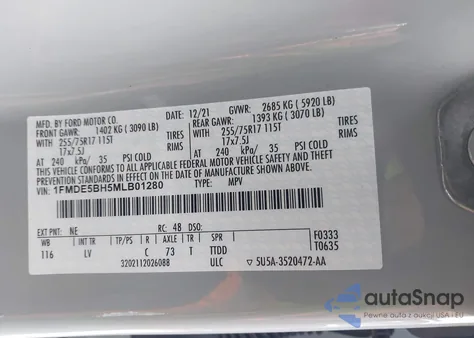 MFD. BY FORD MOTOR CO.
DATE: 12/21 GVWR: 2685 KG ( 5920 LB)
FRONT GAWR: 1402 KG ( 3090 LB) REAR GAWR: 1393 KG ( 3070 LB)
255/75R17 115T TIRES 255/75R17 115T TIRES
17x7.5J RIMS 17x7.5J RIMS
AT 240 kPa/ 35 PSI COLD AT 240 kPa/ 35 PSI COLD
THIS VEHICLE CONFORMS TO ALL APPLICABLE FEDERAL MOTOR VEHICLE SAFETY, BUMPER, AND THEFT PREVENTION STANDARDS IN EFFECT ON THE DATE OF MANUFACTURE SHOWN ABOVE.
VIN: 1FMDE5BH5MLB01280
TYPE: MPV
EXT PNT: NE RC: 48 DSO: F0333
WB INT TR TP/PS R AXLE TR SPR T0635
116 LV C 73 T TTDD
3202112026088 ULC ▽ 5U5A-3520472-AA
autoSnap
Pewne auta z aukcji USA i EU